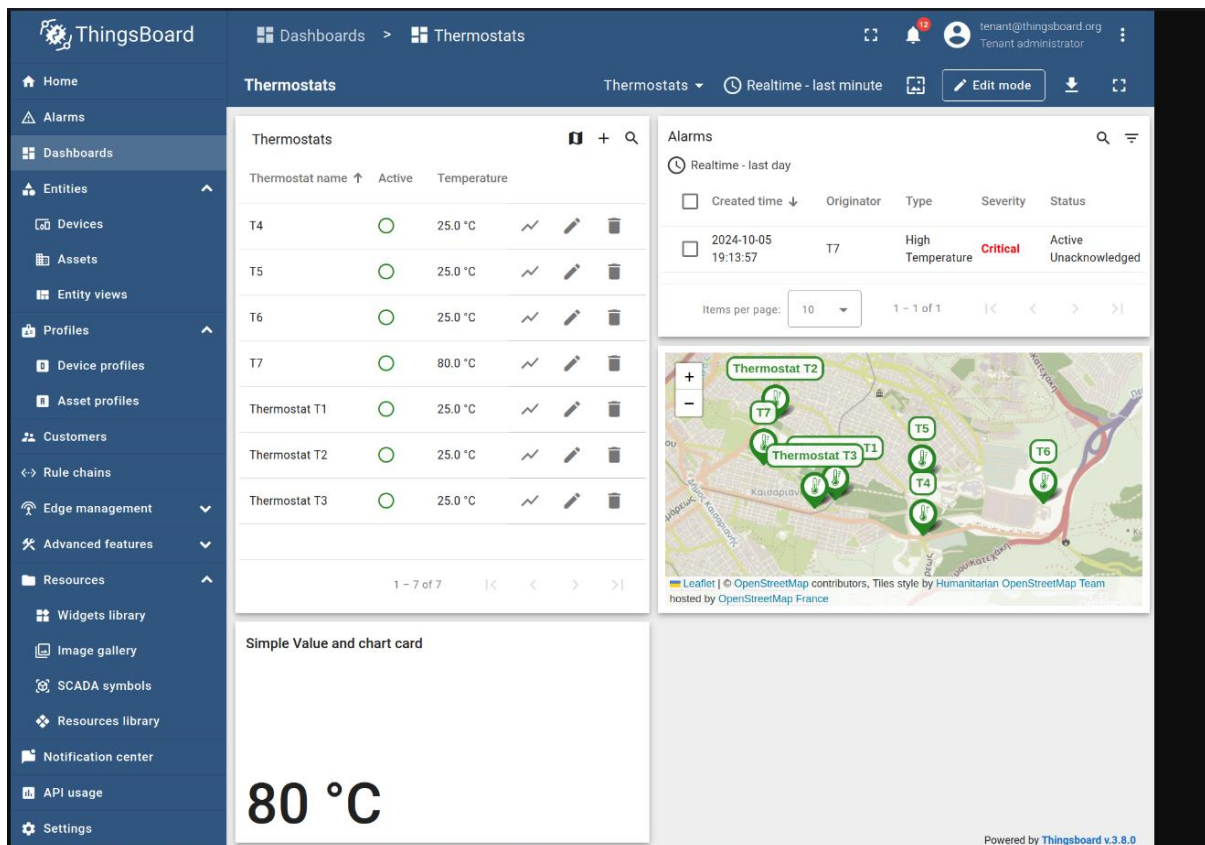 ThingsBoard
Dashboards > Thermostats
12
tenant@thingsboard.org
Tenant administrator
Home
Alarms
Dashboards
Entities
Devices
Assets
Entity views
Profiles
Device profiles
Asset profiles
Customers
Rule chains
Edge management
Advanced features
Resources
Widgets library
Image gallery
SCADA symbols
Resources library
Notification center
API usage
Settings
Thermostats
Thermostats
Realtime - last minute
Edit mode
Thermostats
Thermostat name Active Temperature
T4 25.0 °C
T5 25.0 °C
T6 25.0 °C
T7 80.0 °C
Thermostat T1 25.0 °C
Thermostat T2 25.0 °C
Thermostat T3 25.0 °C
1 – 7 of 7
Alarms
Realtime - last day
Created time Originator Type Severity Status
2024-10-05 19:13:57 T7 High Temperature Critical Active Unacknowledged
Items per page: 10 1 – 1 of 1
+
−
Thermostat T2
T7
T1
Thermostat T3
T5
T4
T6
Leaflet | © OpenStreetMap contributors, Tiles style by Humanitarian OpenStreetMap Team
hosted by OpenStreetMap France
Simple Value and chart card
80 °C
Powered by Thingsboard v.3.8.0